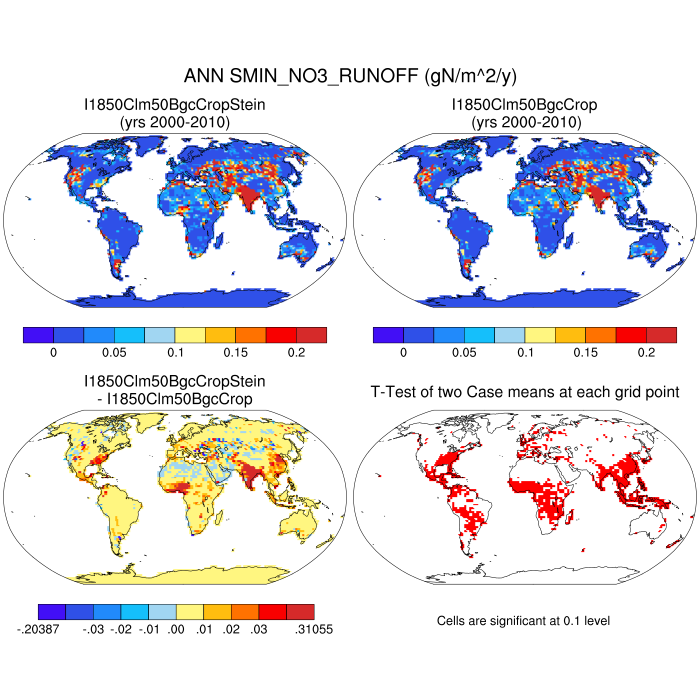 ANN SMIN_NO3_RUNOFF (gN/m^2/y)
I1850Clm50BgcCropStein
(yrs 2000-2010)
I1850Clm50BgcCrop
(yrs 2000-2010)
0 0.05 0.1 0.15 0.2
0 0.05 0.1 0.15 0.2
I1850Clm50BgcCropStein
- I1850Clm50BgcCrop
T-Test of two Case means at each grid point
-.20387 -.03 -.02 -.01 .00 .01 .02 .03 .31055
Cells are significant at 0.1 level